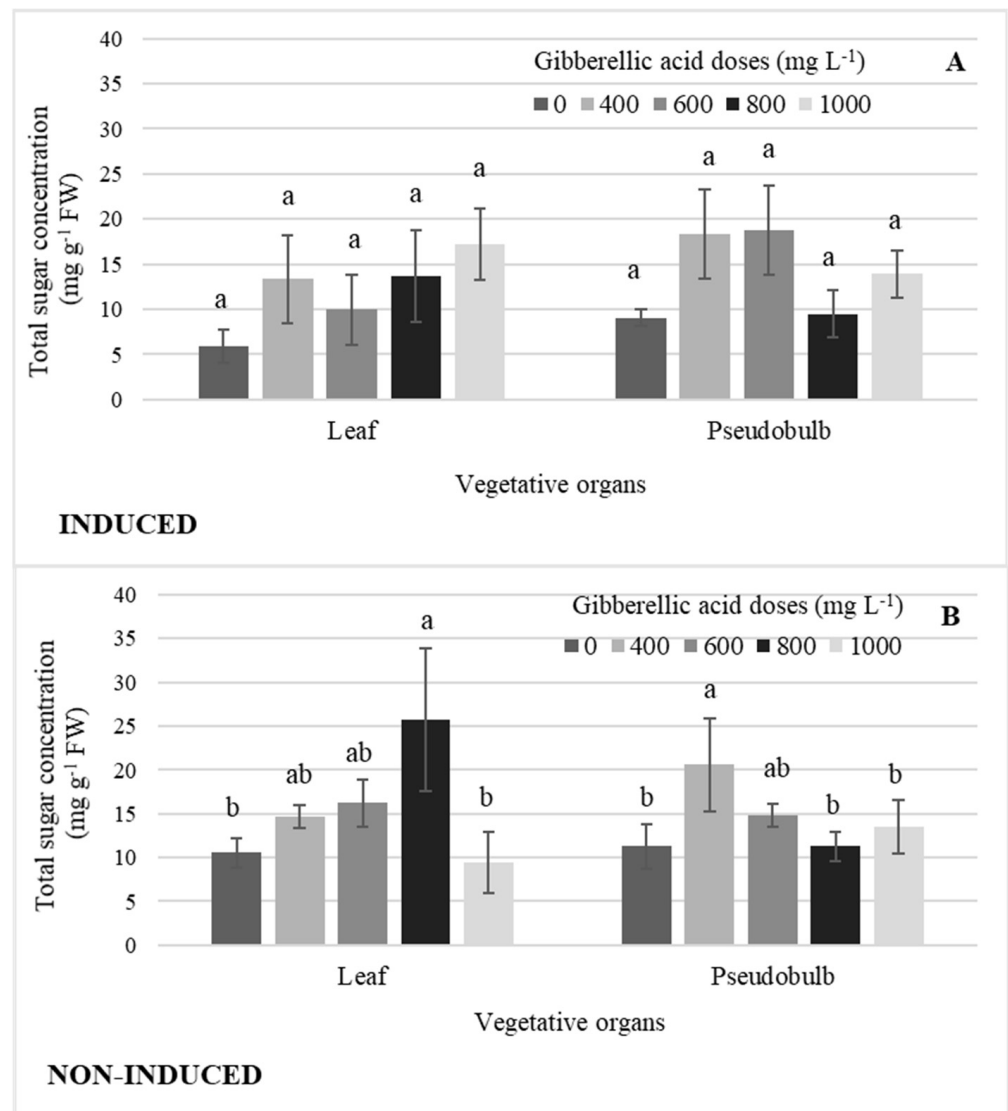 40
Gibberellic acid doses (mg L-1) A
35
0 400 600 800 1000
30
25
20
15
10
5
0
Total sugar concentration
(mg g-1 FW)
a a a a a a a a a a
Leaf Pseudobulb
Vegetative organs
INDUCED
40
Gibberellic acid doses (mg L-1) B
35
0 400 600 800 1000
30
25
20
15
10
5
0
Total sugar concentration
(mg g-1 FW)
b ab ab a b b a ab b b
Leaf Pseudobulb
Vegetative organs
NON-INDUCED